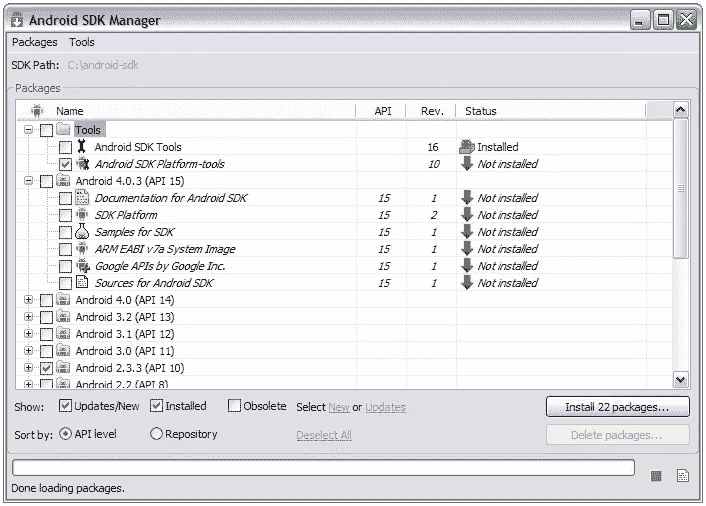 Android SDK Manager
Packages Tools
SDK Path: C:\android-sdk
Packages
Name API Rev. Status
Tools
Android SDK Tools 16 Installed
Android SDK Platform-tools 10 Not installed
Android 4.0.3 (API 15)
Documentation for Android SDK 15 1 Not installed
SDK Platform 15 2 Not installed
Samples for SDK 15 1 Not installed
ARM EABI v7a System Image 15 1 Not installed
Google APIs by Google Inc. 15 1 Not installed
Sources for Android SDK 15 1 Not installed
Android 4.0 (API 14)
Android 3.2 (API 13)
Android 3.1 (API 12)
Android 3.0 (API 11)
Android 2.3.3 (API 10)
Android 2.2 (API 8)
Show: Updates/New Installed Obsolete Select New or Updates Install 22 packages...
Sort by: API level Repository Deselect All Delete packages...
Done loading packages.